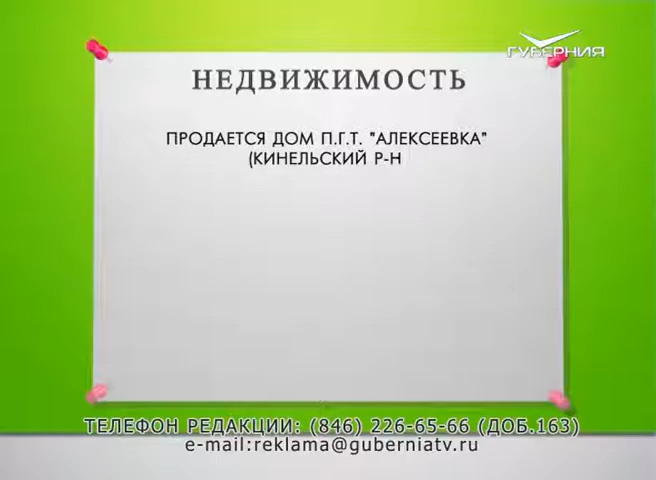 ГУБЕРНИЯ
НЕДВИЖИМОСТЬ
ПРОДАЕТСЯ ДОМ П.Г.Т. "АЛЕКСЕЕВКА"
(КИНЕЛЬСКИЙ Р-Н
ТЕЛЕФОН РЕДАКЦИИ: (846) 226-65-66 (ДОБ.163)
e-mail:reklama@guberniatv.ru